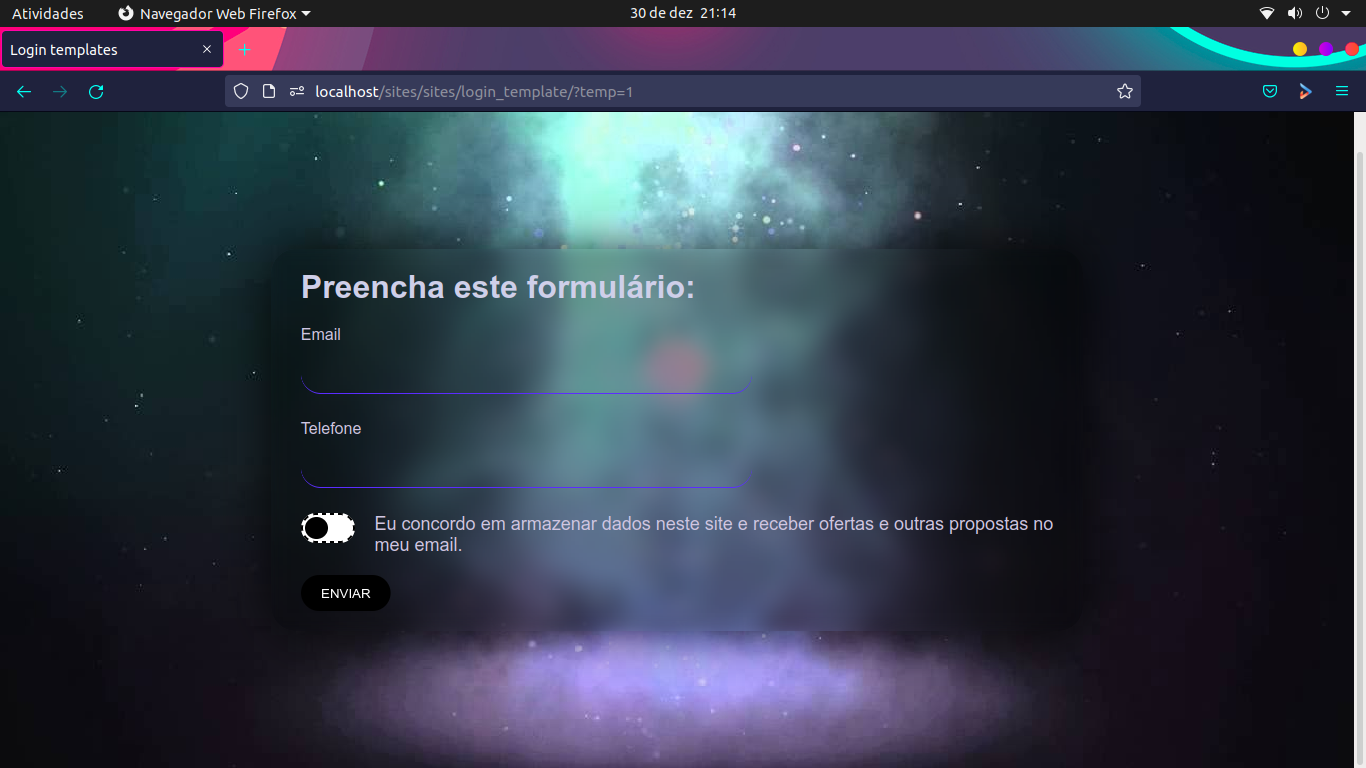 Atividades Navegador Web Firefox 30 de dez 21:14
Login templates
localhost/sites/sites/login_template/?temp=1
Preencha este formulário:
Email
Telefone
Eu concordo em armazenar dados neste site e receber ofertas e outras propostas no
meu email.
ENVIAR